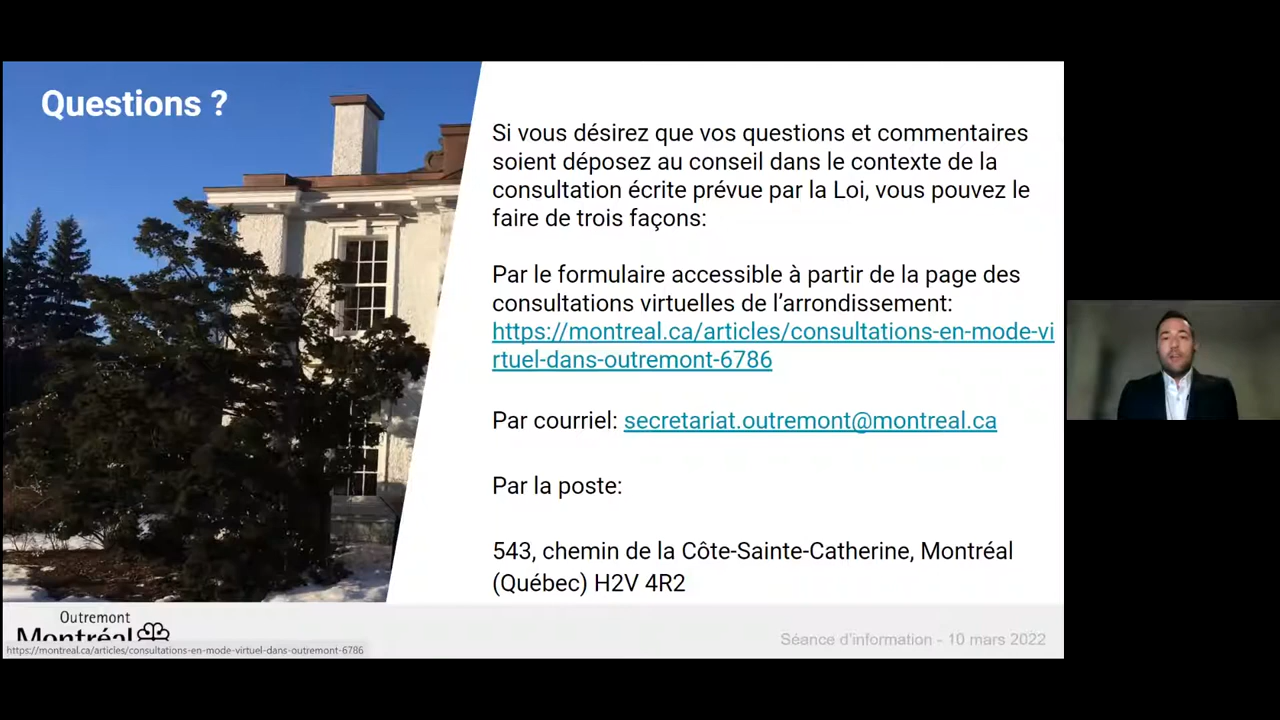 Questions ?
Si vous désirez que vos questions et commentaires
soient déposez au conseil dans le contexte de la
consultation écrite prévue par la Loi, vous pouvez le
faire de trois façons:
Par le formulaire accessible à partir de la page des
consultations virtuelles de l’arrondissement:
https://montreal.ca/articles/consultations-en-mode-vi
rtuel-dans-outremont-6786
Par courriel: secretariat.outremont@montreal.ca
Par la poste:
543, chemin de la Côte-Sainte-Catherine, Montréal
(Québec) H2V 4R2
Outremont
Montréal
https://montreal.ca/articles/consultations-en-mode-virtuel-dans-outremont-6786
Séance d'information - 10 mars 2022